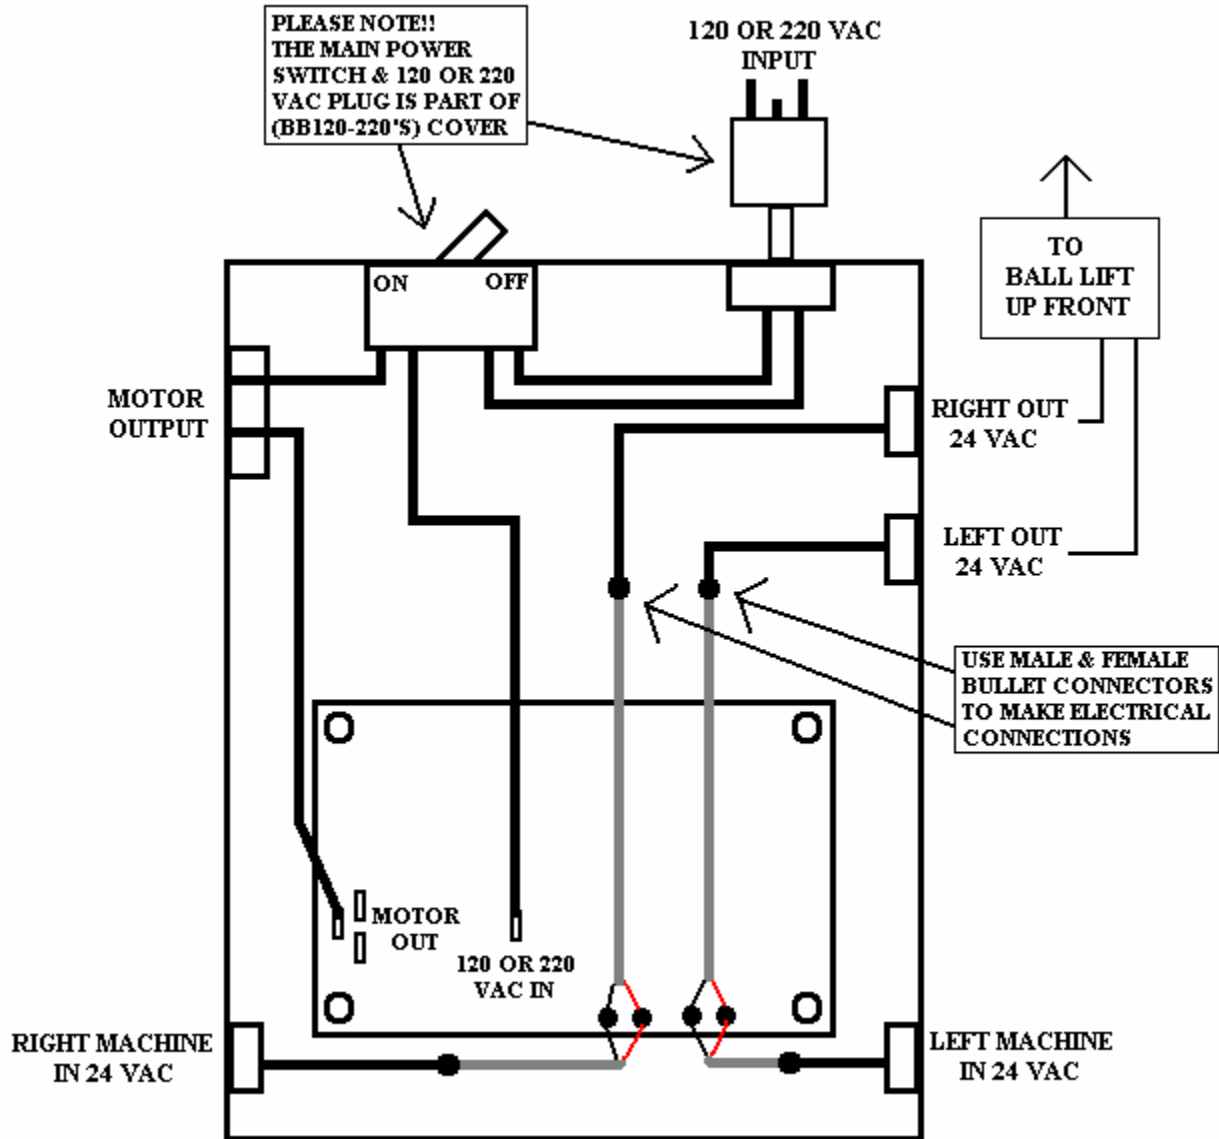 PLEASE NOTE!!
THE MAIN POWER
SWITCH & 120 OR 220
VAC PLUG IS PART OF
(BB120-220'S) COVER
120 OR 220 VAC
INPUT
TO
BALL LIFT
UP FRONT
ON
OFF
MOTOR
OUTPUT
RIGHT OUT
24 VAC
LEFT OUT
24 VAC
USE MALE & FEMALE
BULLET CONNECTORS
TO MAKE ELECTRICAL
CONNECTIONS
MOTOR
OUT
120 OR 220
VAC IN
RIGHT MACHINE
IN 24 VAC
LEFT MACHINE
IN 24 VAC